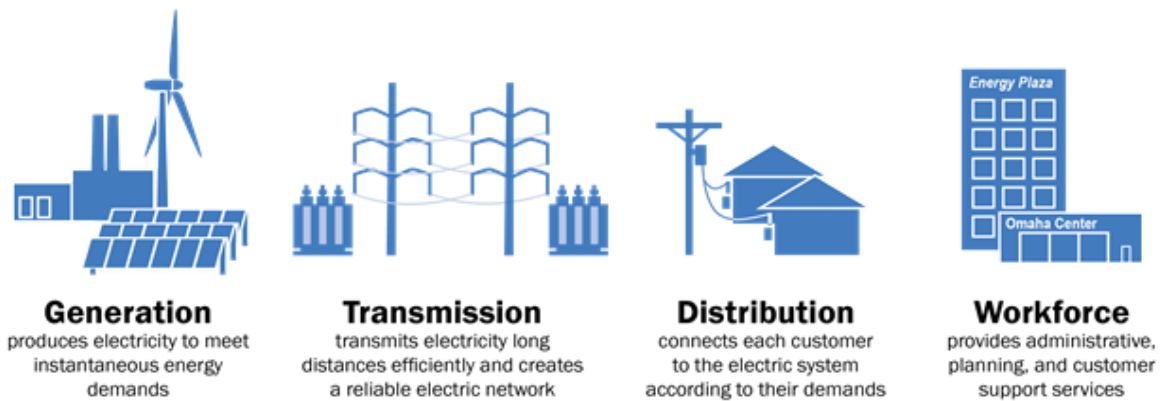 Energy Plaza
Omaha Center
Generation
produces electricity to meet
instantaneous energy
demands
Transmission
transmits electricity long
distances efficiently and creates
a reliable electric network
Distribution
connects each customer
to the electric system
according to their demands
Workforce
provides administrative,
planning, and customer
support services